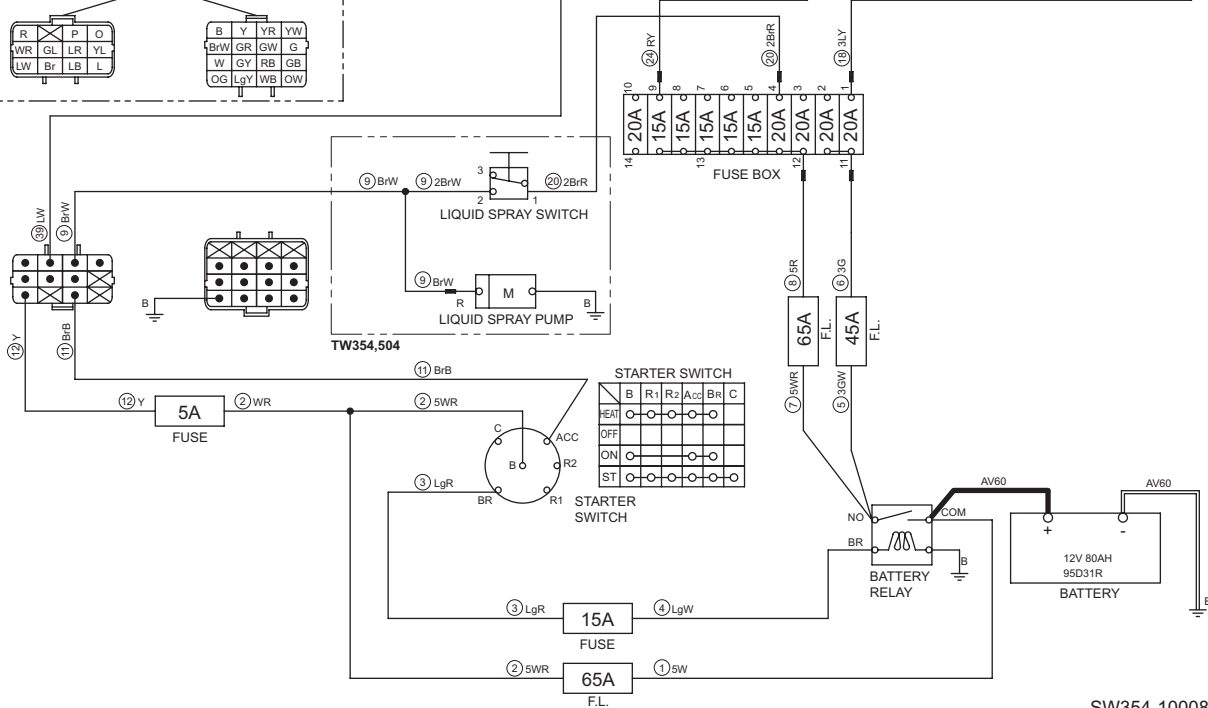 R P O
WR GL LR YL
LW Br LB L
B Y YR YW
BrW GR GW G
W GY RB GB
OG LgY WB OW
24 RY
20 2BrR
18 3LY
10 9 8 7 6 5 4 3 2 1
20A 15A 15A 15A 15A 15A 20A 20A 20A 20A
14 13 12 11
FUSE BOX
39 LW
9 BrW
9 BrW
9 2BrW
3
2
1
20 2BrR
LIQUID SPRAY SWITCH
9 BrW
R
M
B
LIQUID SPRAY PUMP
TW354,504
B
8 5R
6 3G
65A
F.L.
45A
F.L.
7 5WR
5 3GW
12 Y
11 BrB
11 BrB
12 Y
5A
FUSE
2 WR
2 5WR
STARTER SWITCH
B R1 R2 Acc BR C
HEAT
OFF
ON
ST
C
ACC
B
R2
BR
R1
STARTER
SWITCH
3 LgR
NO
COM
BR
B
BATTERY
RELAY
AV60
AV60
+
-
12V 80AH
95D31R
BATTERY
3 LgR
15A
FUSE
4 LgW
2 5WR
65A
F.L.
1 5W
SW354-10008